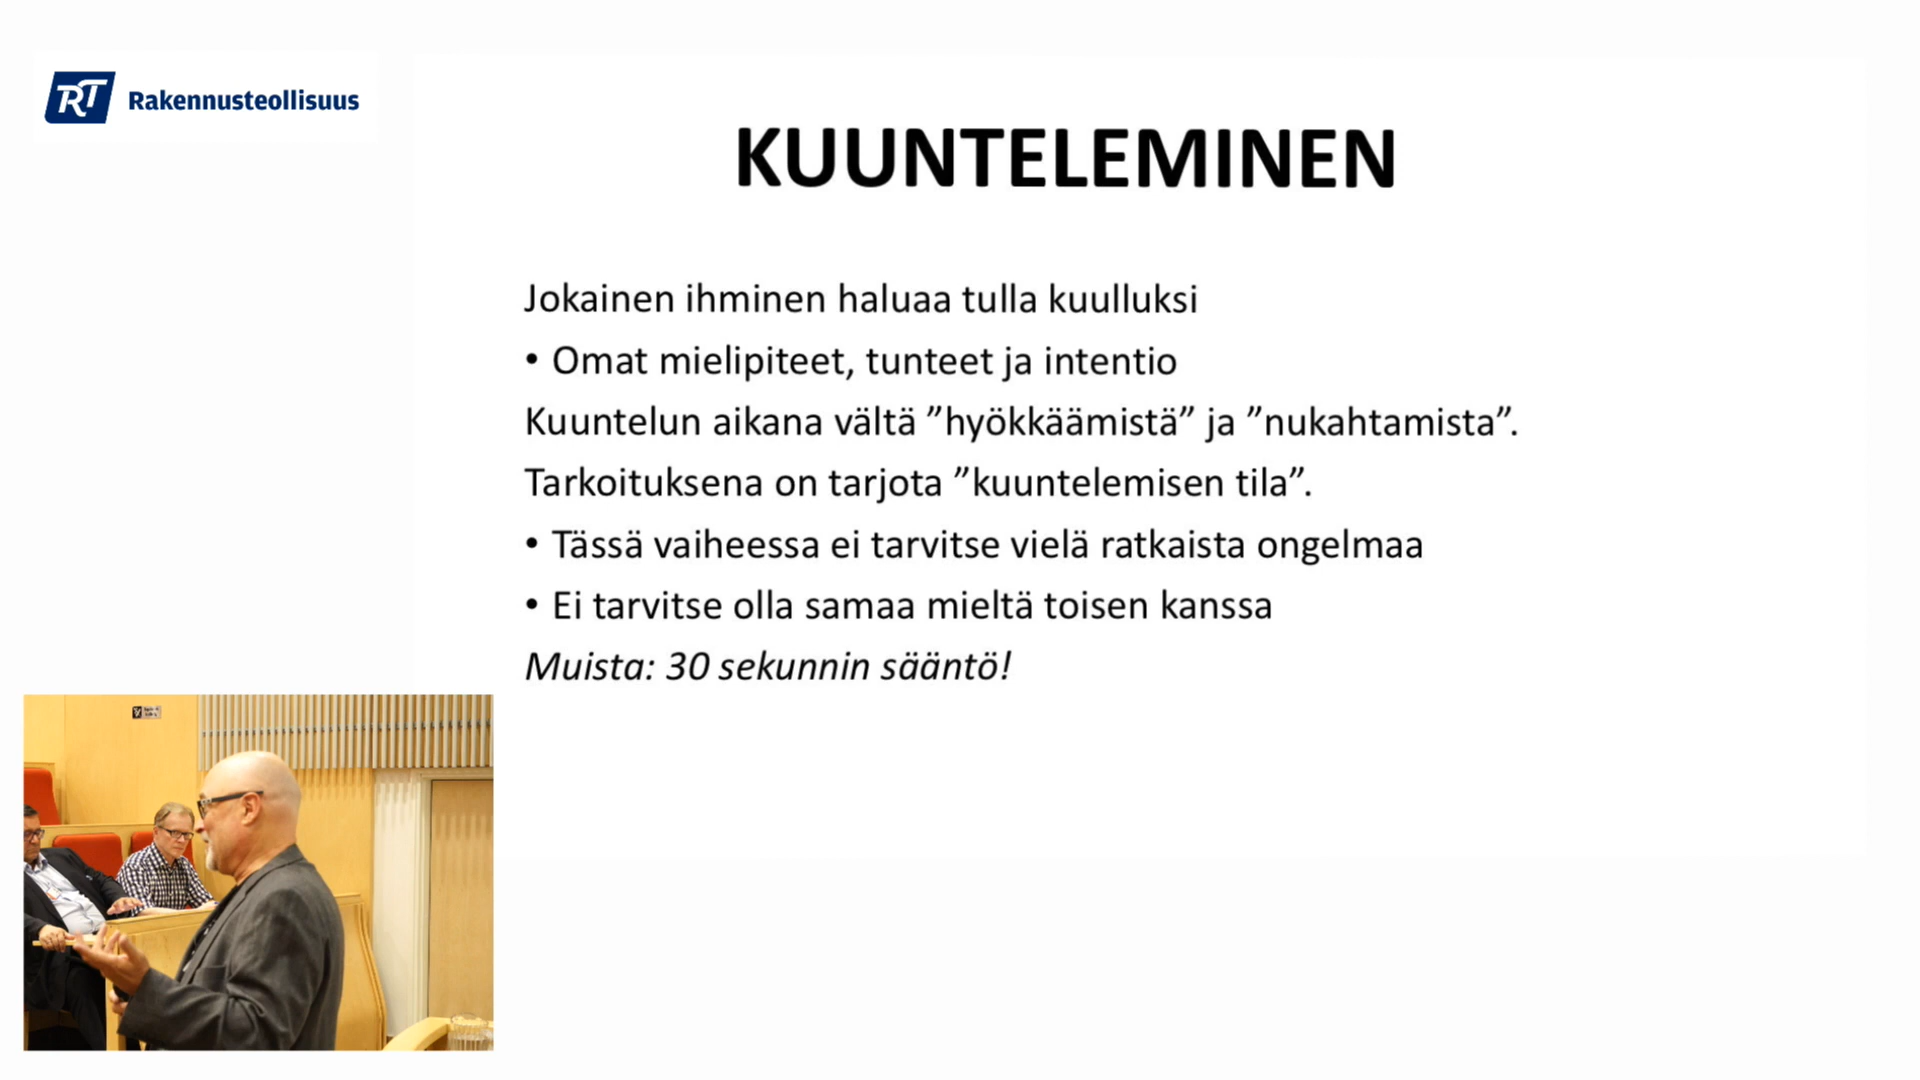 RT Rakennusteollisuus
KUUNTELEMINEN
Jokainen ihminen haluaa tulla kuulluksi
• Omat mielipiteet, tunteet ja intentio
Kuuntelun aikana vältä ”hyökkäämistä” ja ”nukahtamista”.
Tarkoituksena on tarjota ”kuuntelemisen tila”.
• Tässä vaiheessa ei tarvitse vielä ratkaista ongelmaa
• Ei tarvitse olla samaa mieltä toisen kanssa
Muista: 30 sekunnin sääntö!